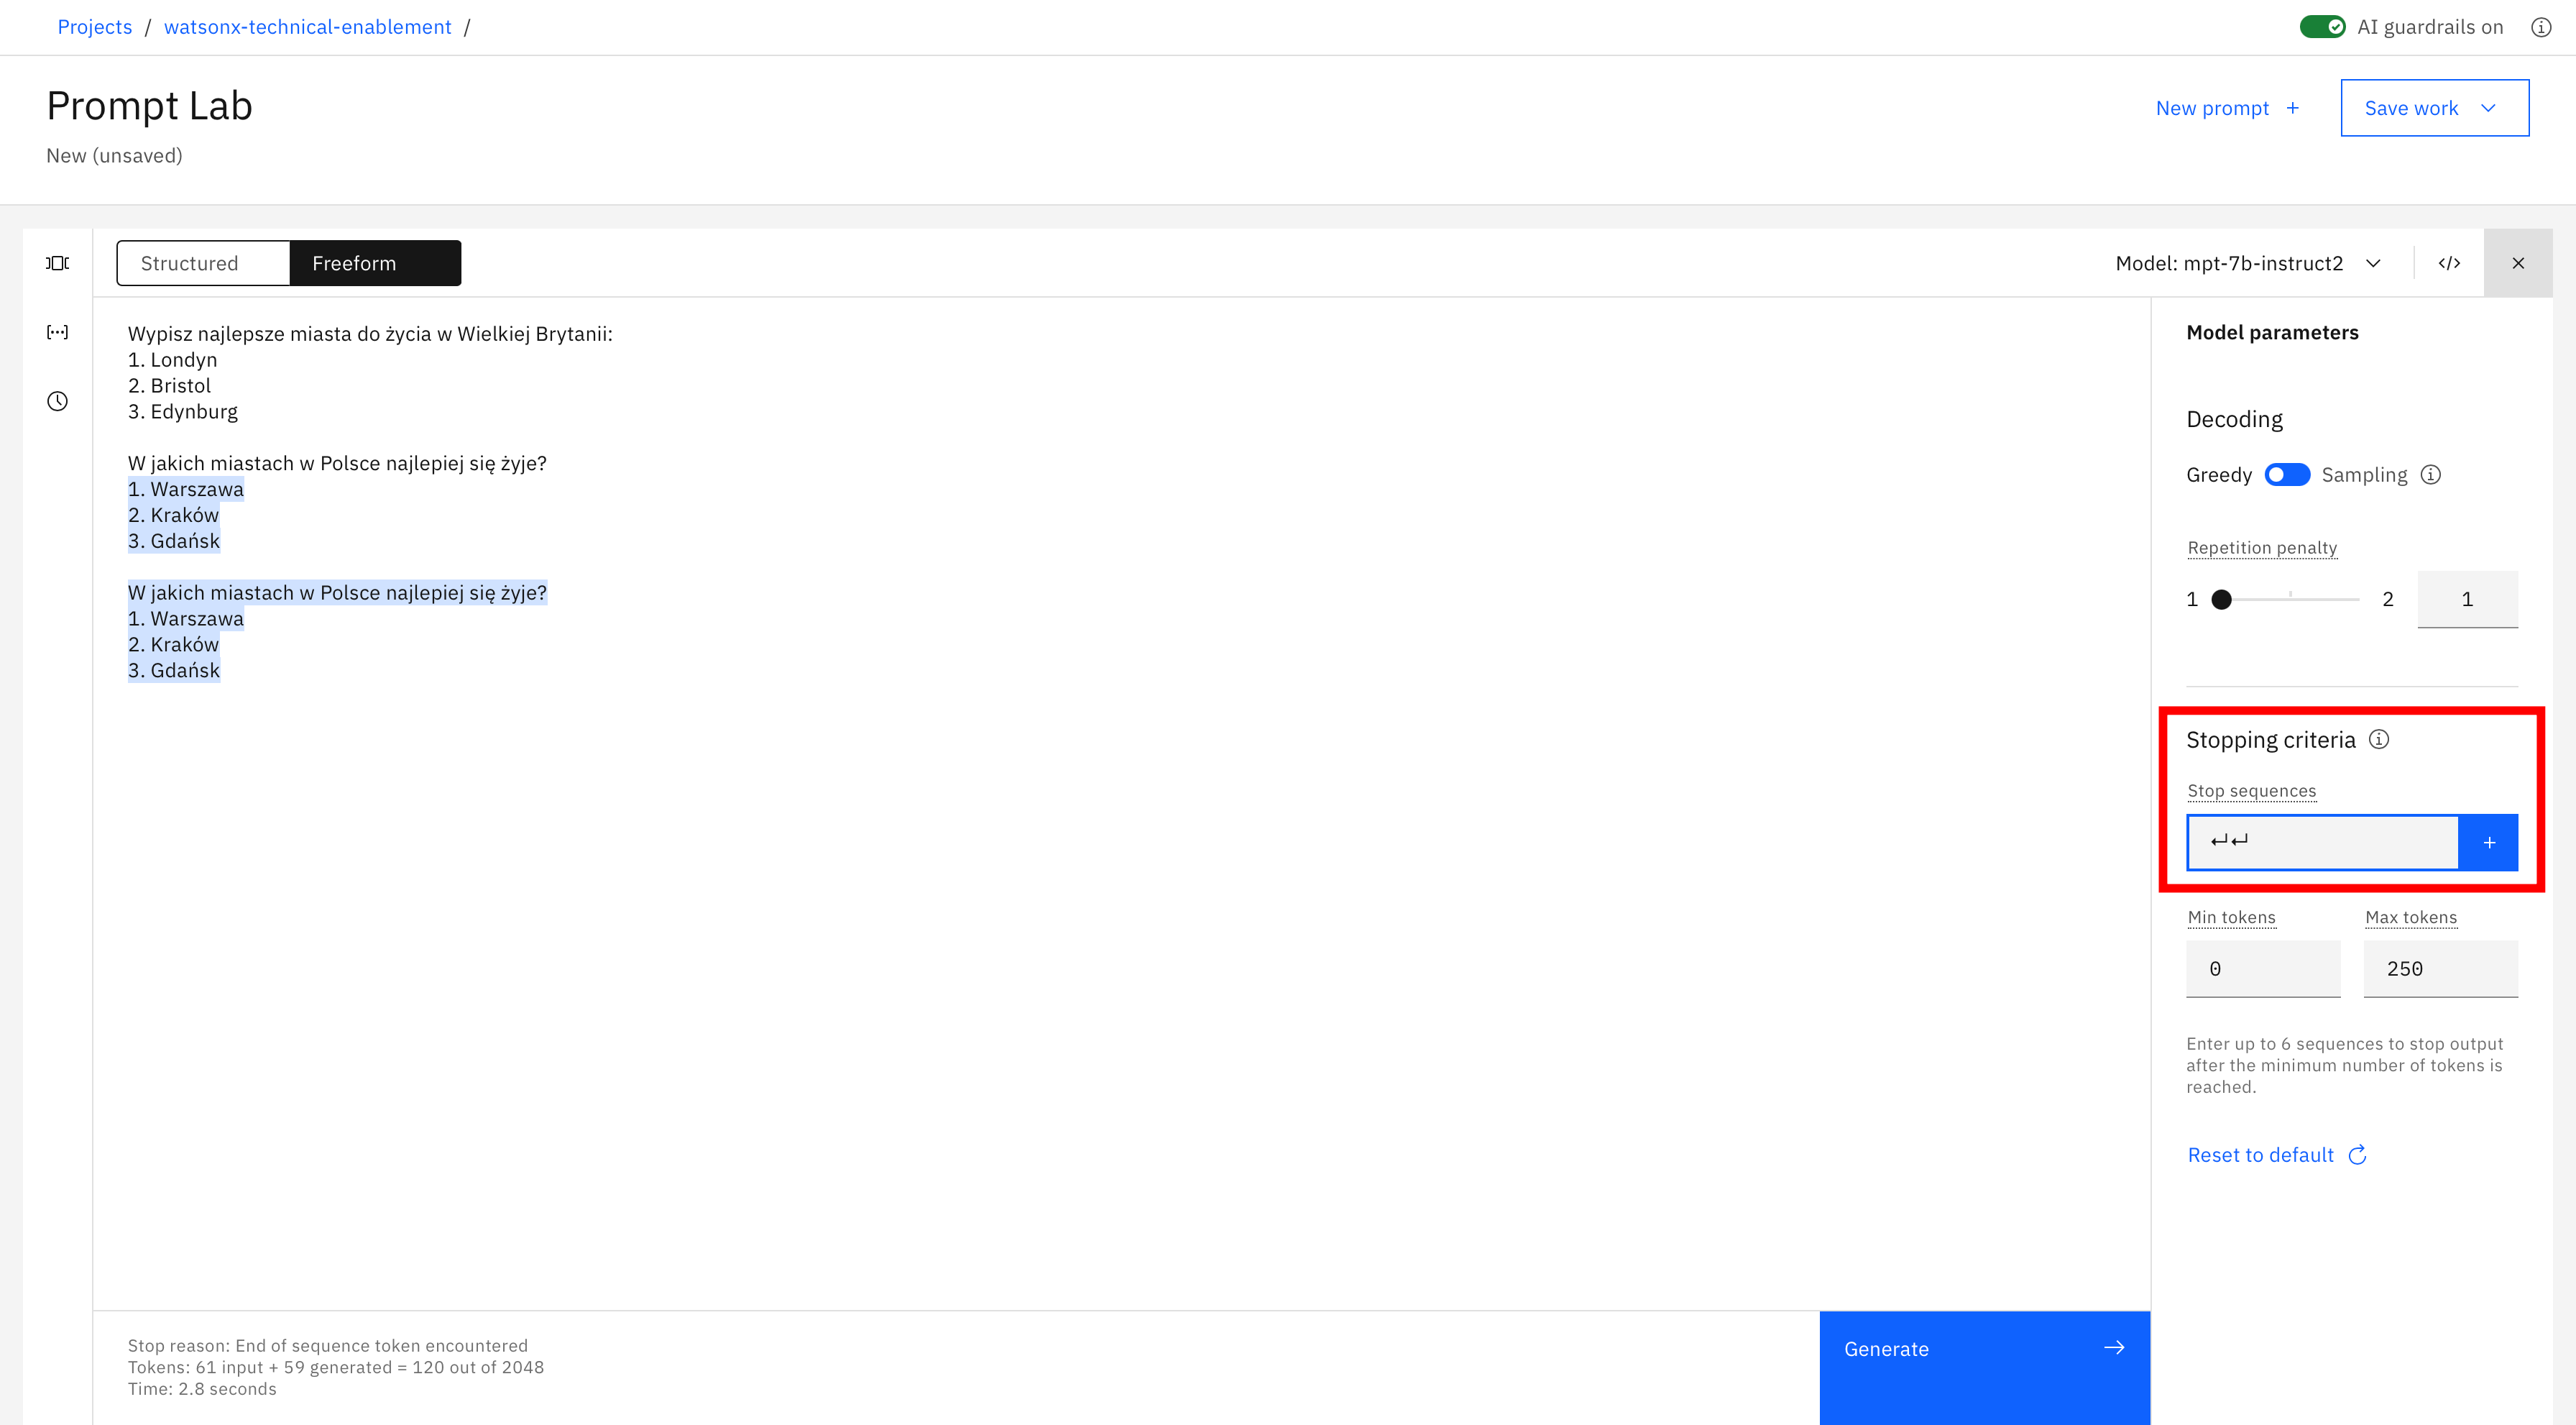 Projects / watsonx-technical-enablement /
AI guardrails on
Prompt Lab
New prompt +
Save work
New (unsaved)
Structured
Freeform
Model: mpt-7b-instruct2
Wypisz najlepsze miasta do życia w Wielkiej Brytanii:
1. Londyn
2. Bristol
3. Edynburg
W jakich miastach w Polsce najlepiej się żyje?
1. Warszawa
2. Kraków
3. Gdańsk
W jakich miastach w Polsce najlepiej się żyje?
1. Warszawa
2. Kraków
3. Gdańsk
Model parameters
Decoding
Greedy
Sampling
Repetition penalty
1
2
1
Stopping criteria
Stop sequences
↵↵
+
Min tokens
Max tokens
0
250
Enter up to 6 sequences to stop output
after the minimum number of tokens is
reached.
Reset to default
Stop reason: End of sequence token encountered
Tokens: 61 input + 59 generated = 120 out of 2048
Time: 2.8 seconds
Generate